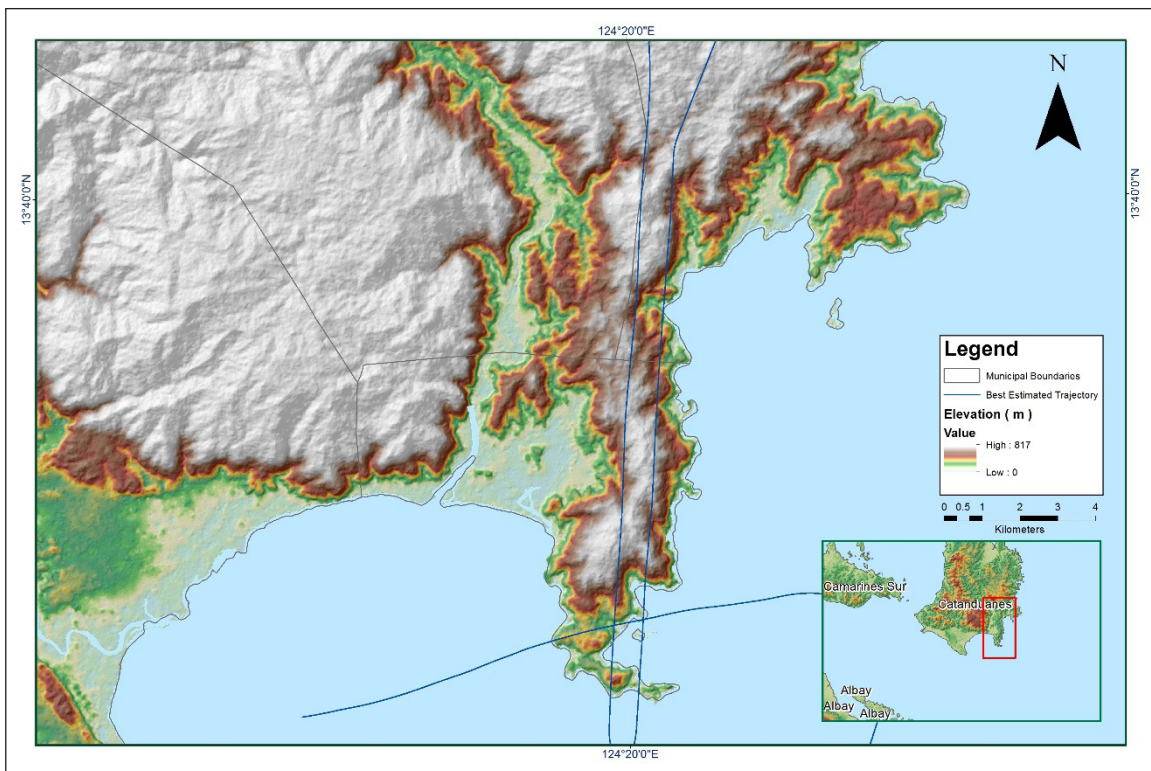 124°20'0"E
N
13°40'0"N
13°40'0"N
Legend
Municipal Boundaries
Best Estimated Trajectory
Elevation ( m )
Value
High : 817
Low : 0
0 0.5 1 2 3 4
Kilometers
Camarines Sur
Catanduanes
Albay
Albay
Albay
124°20'0"E